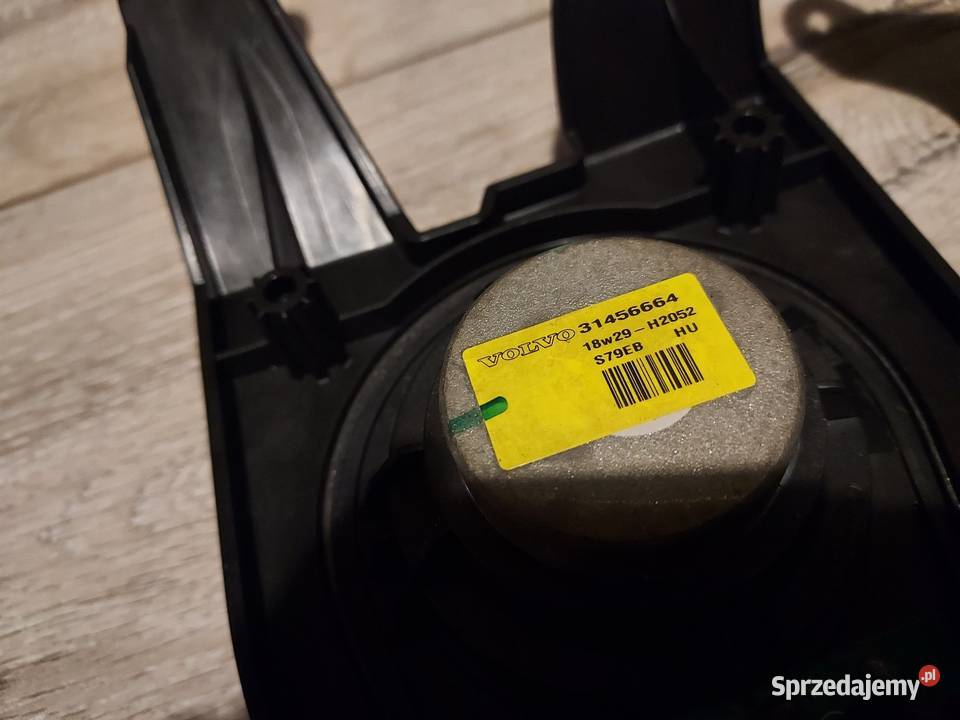 VOLVO 31456664
18w29-H2052
S79EB HU
Sprzedajemy.pl